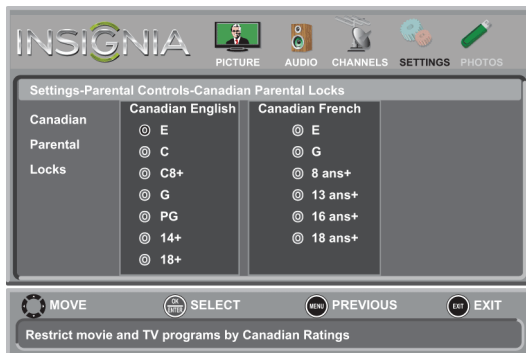 INSIGNIA
PICTURE AUDIO CHANNELS SETTINGS PHOTOS
Settings-Parental Controls-Canadian Parental Locks
Canadian
Parental
Locks
Canadian English
E
C
C8+
G
PG
14+
18+
Canadian French
E
G
8 ans+
13 ans+
16 ans+
18 ans+
MOVE OK ENTER SELECT MENU PREVIOUS EXIT EXIT
Restrict movie and TV programs by Canadian Ratings